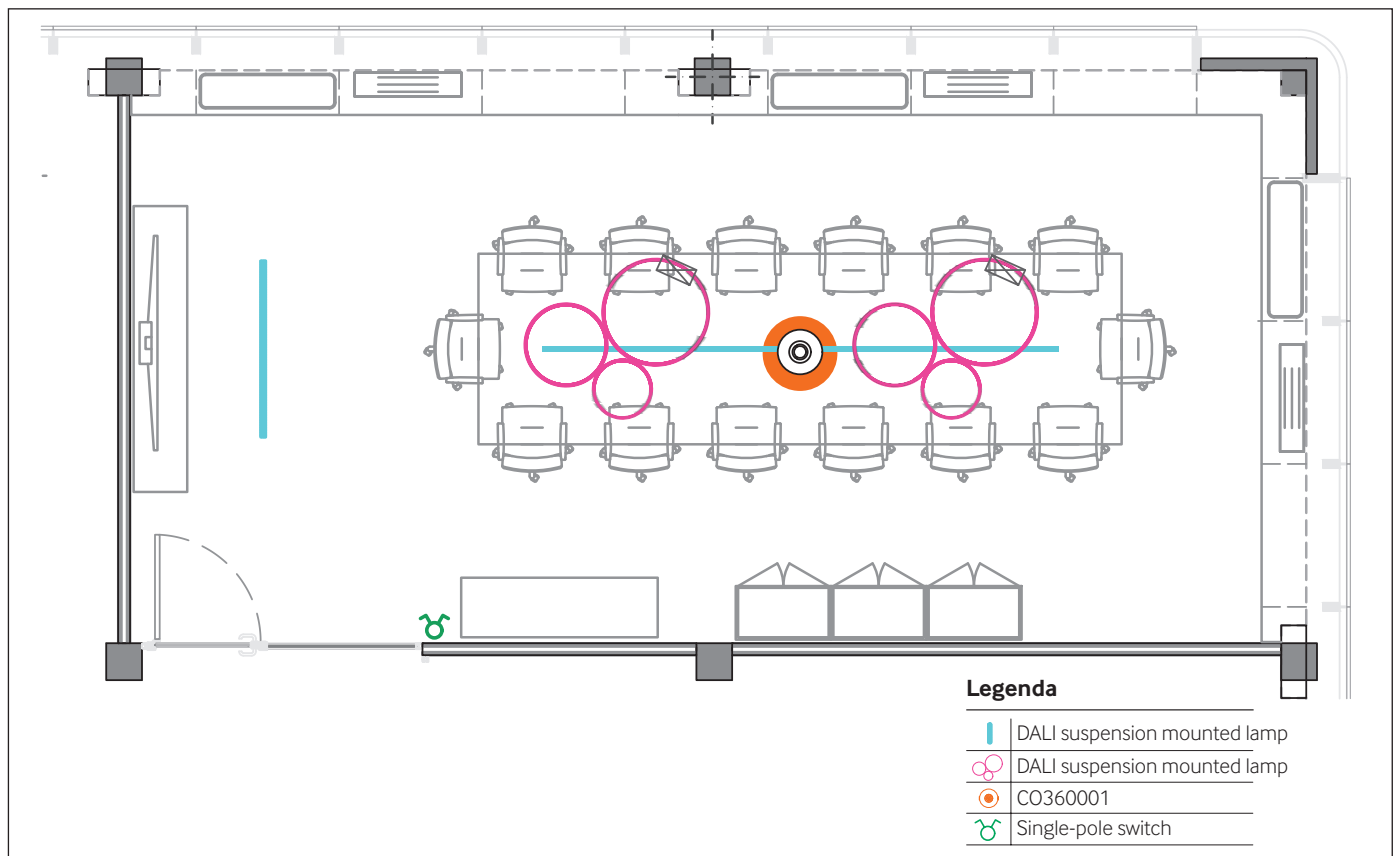 Legenda
DALI suspension mounted lamp
DALI suspension mounted lamp
CO360001
Single-pole switch